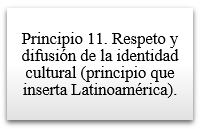 Principio 11. Respeto y
difusión de la identidad
cultural (principio que
inserta Latinoamérica).